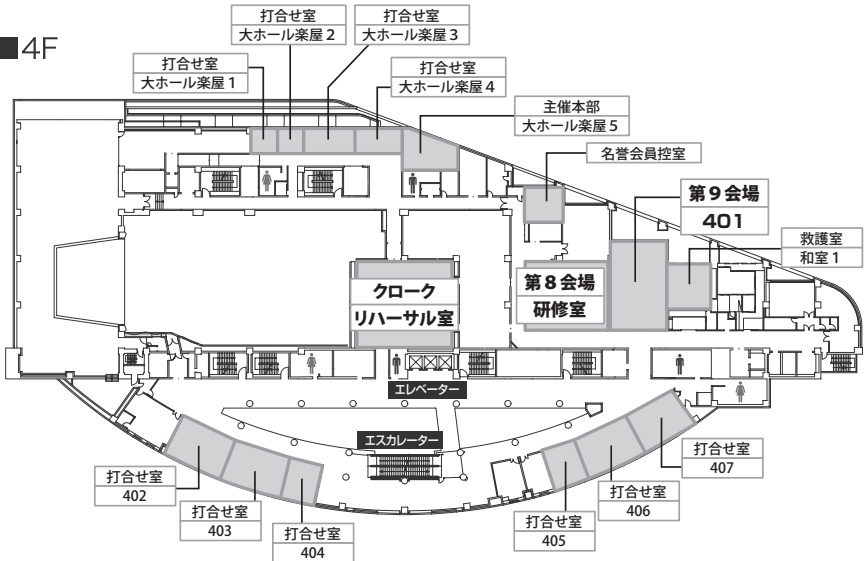 ■4F
打合せ室
大ホール楽屋 1
打合せ室
大ホール楽屋 2
打合せ室
大ホール楽屋 3
打合せ室
大ホール楽屋 4
主催本部
大ホール楽屋 5
名誉会員控室
第9会場
401
救護室
和室 1
第8会場
研修室
クローク
リハーサル室
エレベーター
エスカレーター
打合せ室
402
打合せ室
403
打合せ室
404
打合せ室
405
打合せ室
406
打合せ室
407